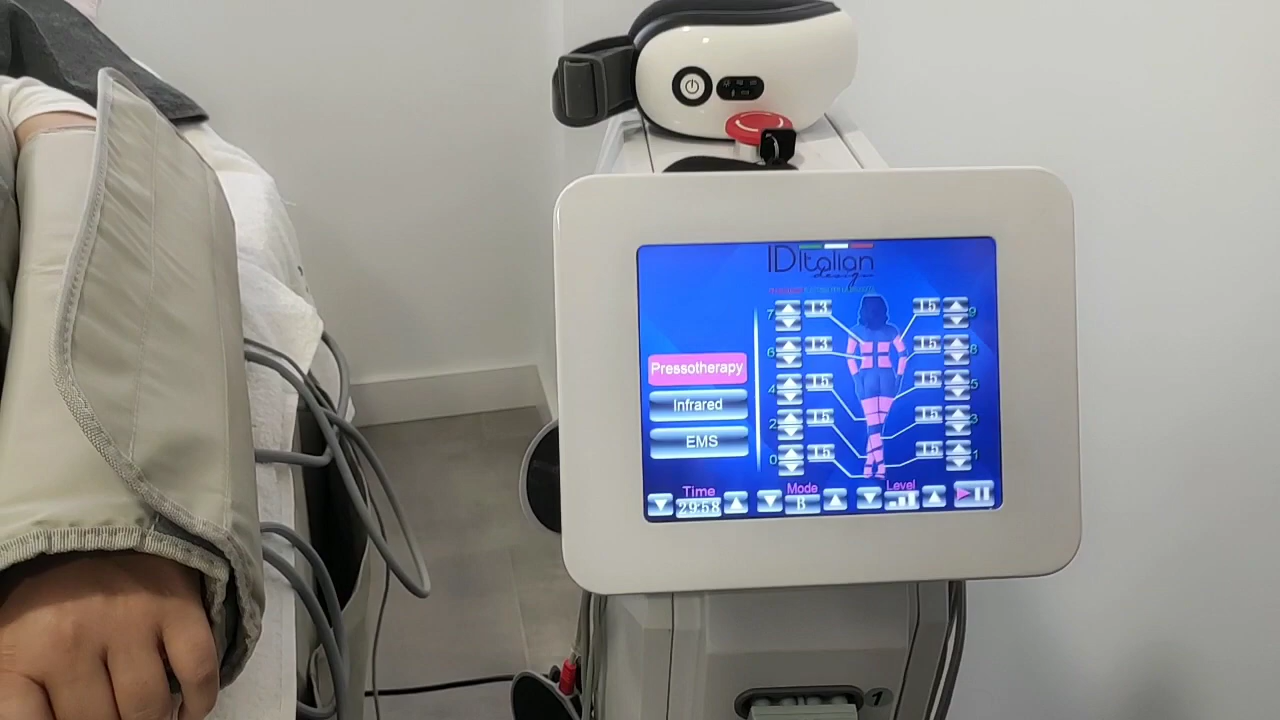 IDItalian
design
7 13 15 9
6 13 15 8
Pressotherapy
4 15 15 5
Infrared
2 15 15 3
EMS
0 15 15 1
Time Mode Level
29:58 B
1